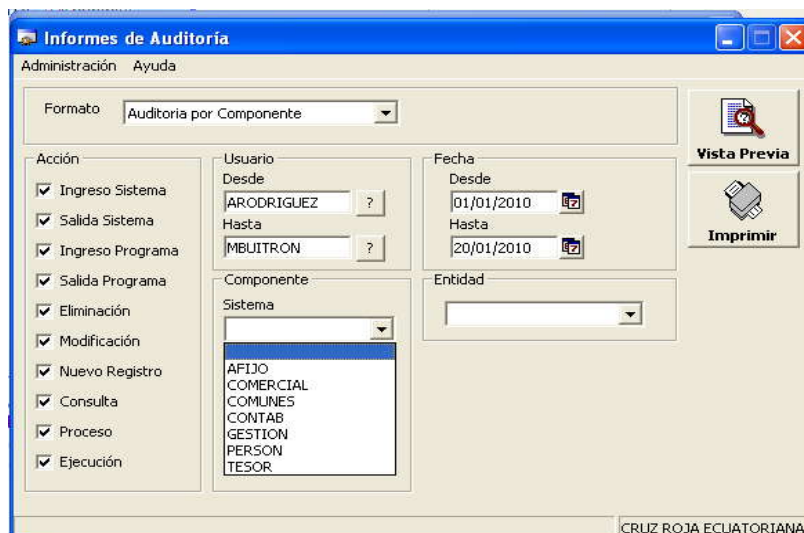 Informes de Auditoría
Administración Ayuda
Formato Auditoria por Componente
Vista Previa
Imprimir
Acción
Ingreso Sistema
Salida Sistema
Ingreso Programa
Salida Programa
Eliminación
Modificación
Nuevo Registro
Consulta
Proceso
Ejecución
Usuario
Desde
ARODRIGUEZ ?
Hasta
MBUITRON ?
Fecha
Desde
01/01/2010
Hasta
20/01/2010
Componente
Sistema
AFIJO
COMERCIAL
COMUNES
CONTAB
GESTION
PERSON
TESOR
Entidad
CRUZ ROJA ECUATORIANA